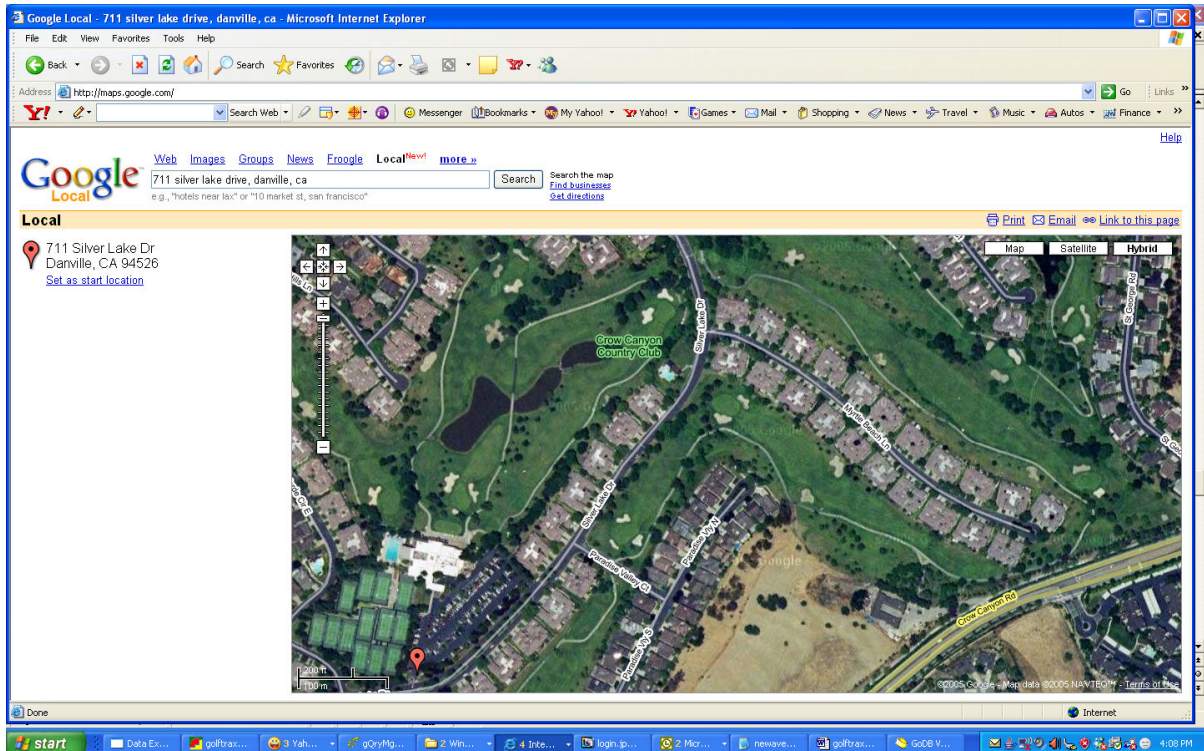 Google Local - 711 silver lake drive, danville, ca - Microsoft Internet Explorer
File Edit View Favorites Tools Help
Back Search Favorites
Address http://maps.google.com/ Go Links »
Y! Search Web Messenger Bookmarks My Yahoo! Yahoo! Games Mail Shopping News Travel Music Autos Finance »
Help
Web Images Groups News Froogle Local New! more »
Google Local
711 silver lake drive, danville, ca Search
e.g., "hotels near lax" or "10 market st, san francisco"
Search the map
Find businesses
Get directions
Local Print Email Link to this page
711 Silver Lake Dr
Danville, CA 94526
Set as start location
Map Satellite Hybrid
St George Rd
Silver Lake Dr
Crow Canyon
Country Club
Myrtle Beach Ln
Silver Lake Dr
Paradise Vly N
Paradise Valley Ct
Paradise Vly S
Crow Canyon Rd
200 ft
100 m
©2005 Google - Map data ©2005 NAVTEQ™ - Terms of Use
Done Internet
start Data Ex... golftrax... 3 Yah... gQryMg... 2 Win... 4 Inte... login.jp... 2 Micr... newave... golftrax... GoDB V... 4:08 PM